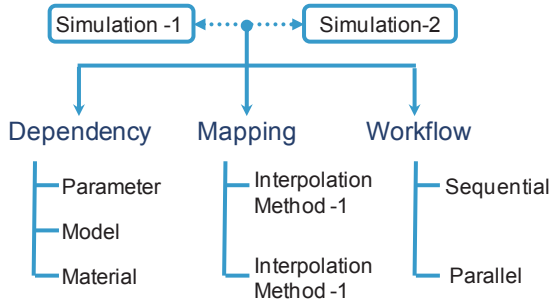 Simulation -1
Simulation-2
Dependency
Mapping
Workflow
Parameter
Model
Material
Interpolation
Method -1
Interpolation
Method -1
Sequential
Parallel